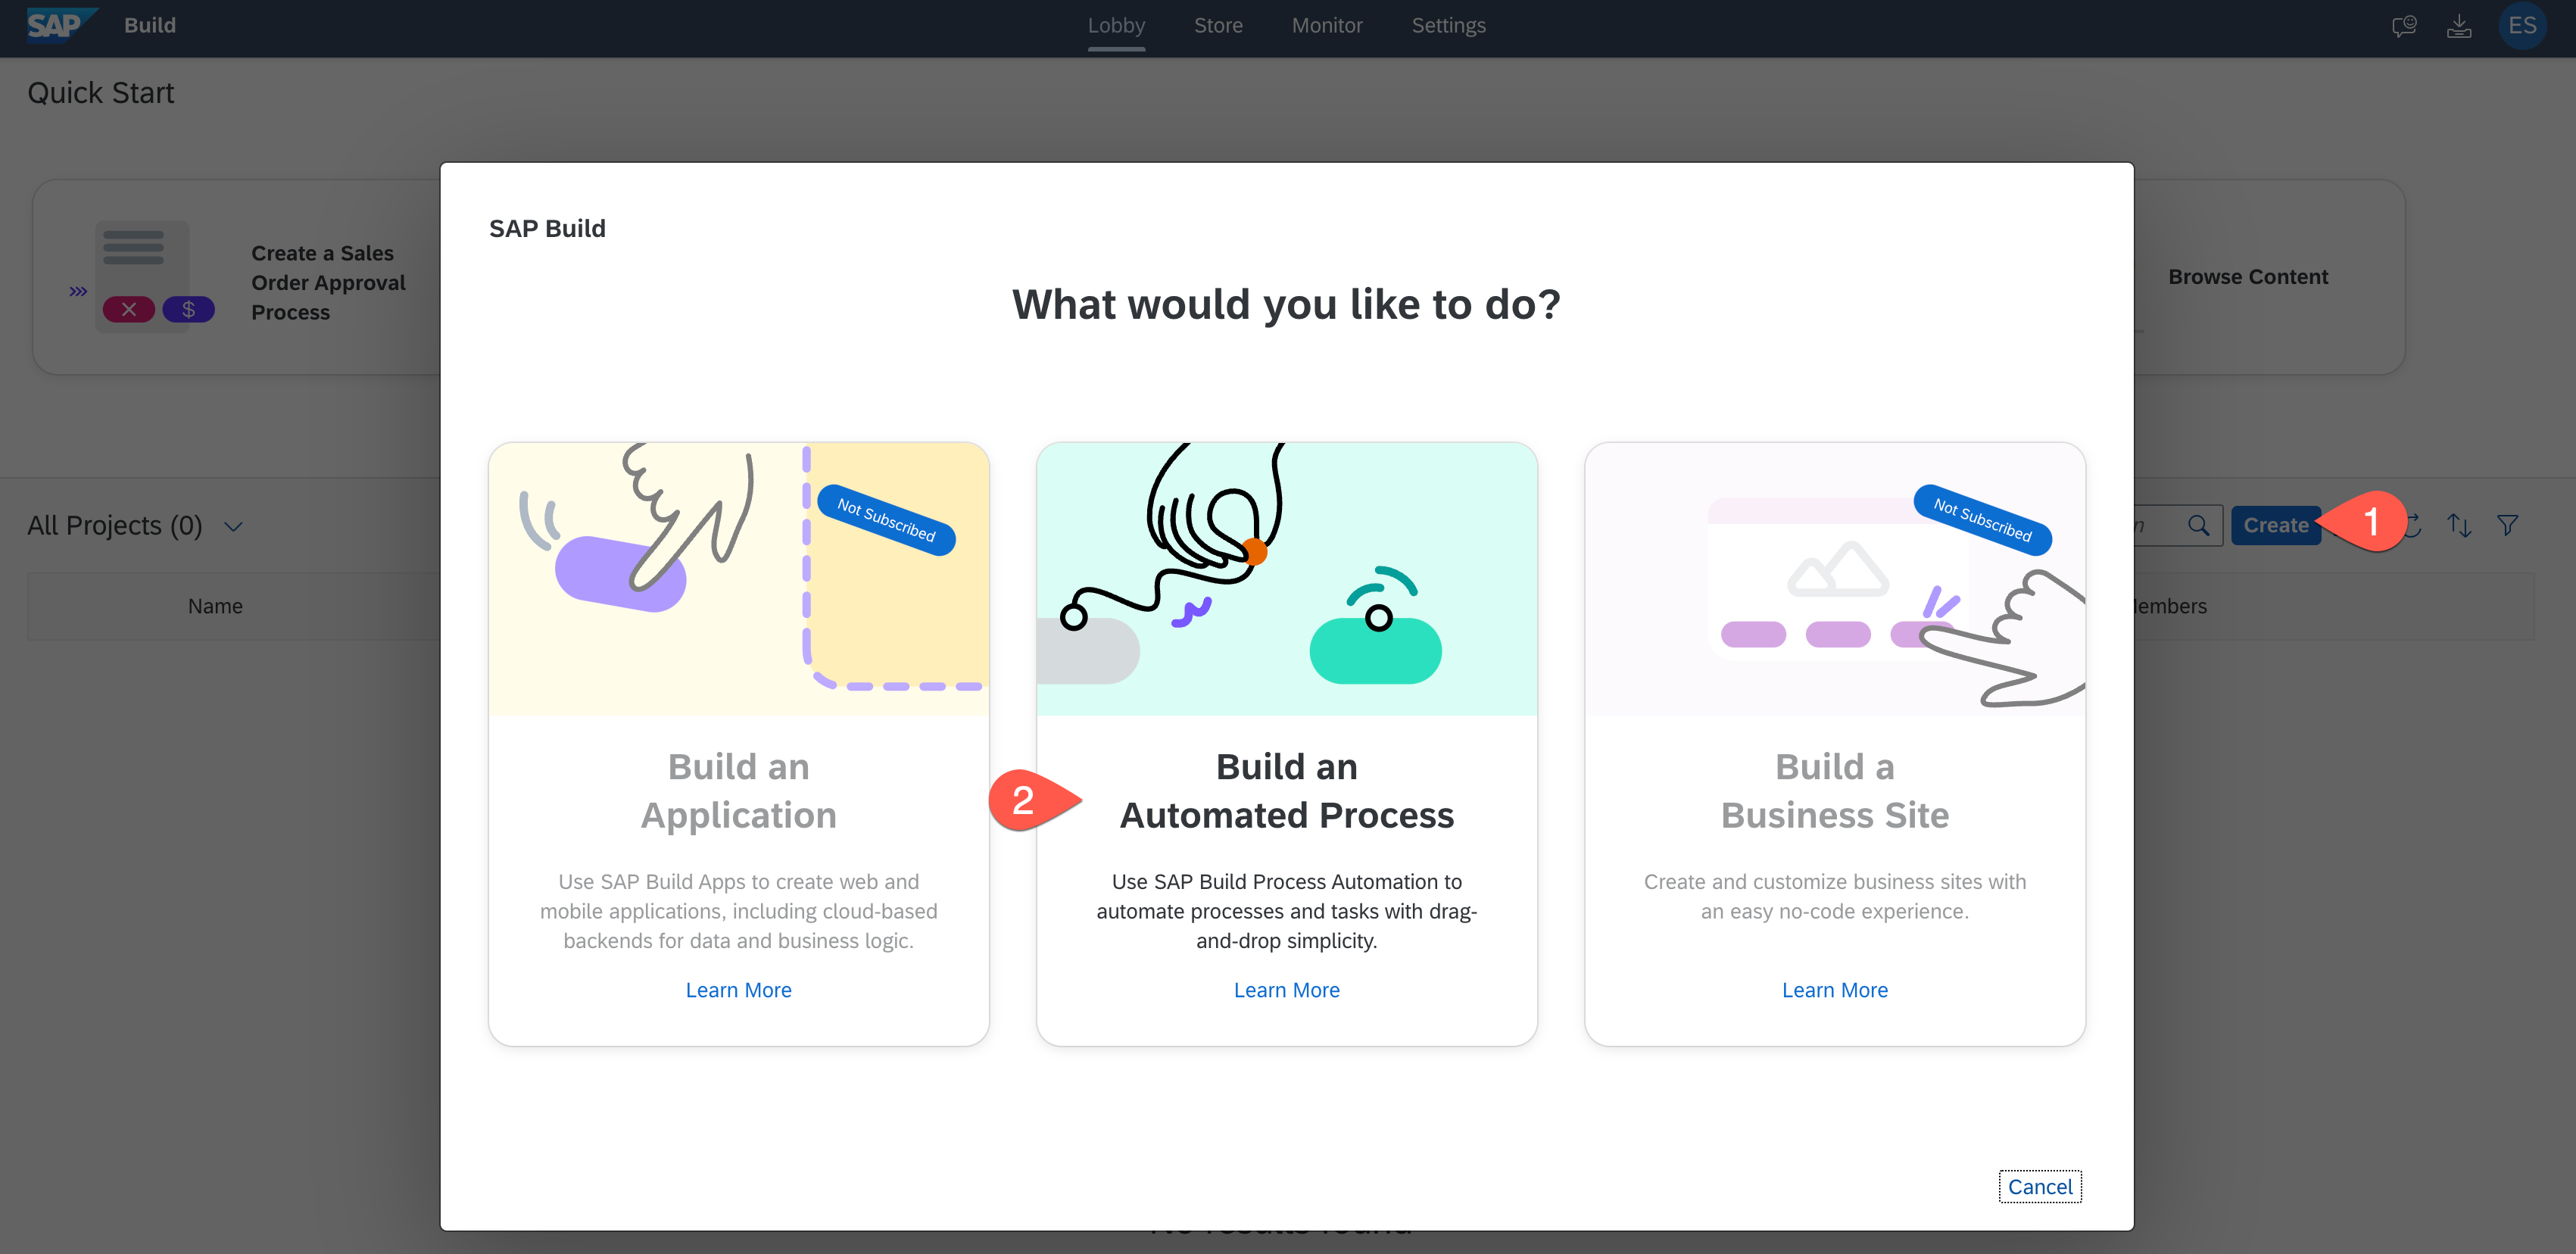 SAP Build
Lobby Store Monitor Settings
ES
Quick Start
Create a Sales
Order Approval
Process
$
Browse Content
All Projects (0)
Create
1
Name
SAP Build
What would you like to do?
Not Subscribed
Build an
Application
Use SAP Build Apps to create web and
mobile applications, including cloud-based
backends for data and business logic.
Learn More
2
Build an
Automated Process
Use SAP Build Process Automation to
automate processes and tasks with drag-
and-drop simplicity.
Learn More
Not Subscribed
Build a
Business Site
Create and customize business sites with
an easy no-code experience.
Learn More
Cancel